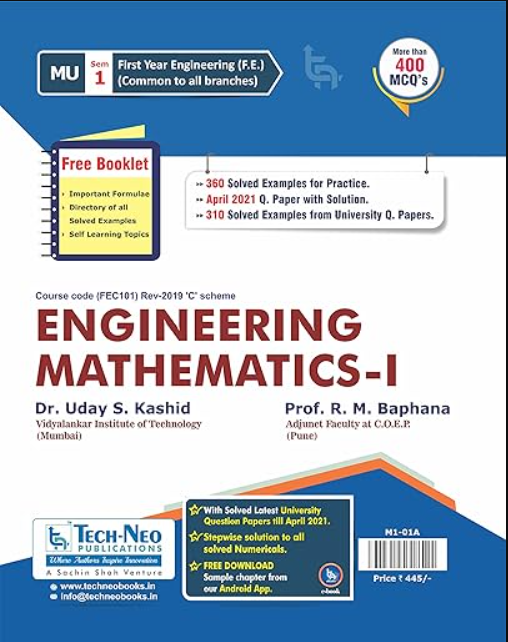 MU
Sem
1
First Year Engineering (F.E.)
(Common to all branches)
More than
400
MCQ's
Free Booklet
Important Formulae
Directory of all
Solved Examples
Self Learning Topics
360 Solved Examples for Practice.
April 2021 Q. Paper with Solution.
310 Solved Examples from University Q. Papers.
Course code (FEC101) Rev-2019 'C' scheme
ENGINEERING
MATHEMATICS-I
Dr. Uday S. Kashid
Vidyalankar Institute of Technology
(Mumbai)
Prof. R. M. Baphana
Adjunct Faculty at C.O.E.P.
(Pune)
TECH-NEO
PUBLICATIONS
Where Authors Inspire Innovation
A Sachin Shah Venture
www.techneobooks.in
info@techneobooks.in
With Solved Latest University
Question Papers till April 2021.
Stepwise solution to all
solved Numericals.
FREE DOWNLOAD
Sample chapter from
our Android App.
e-book
M1-01A
Price ₹ 445/-